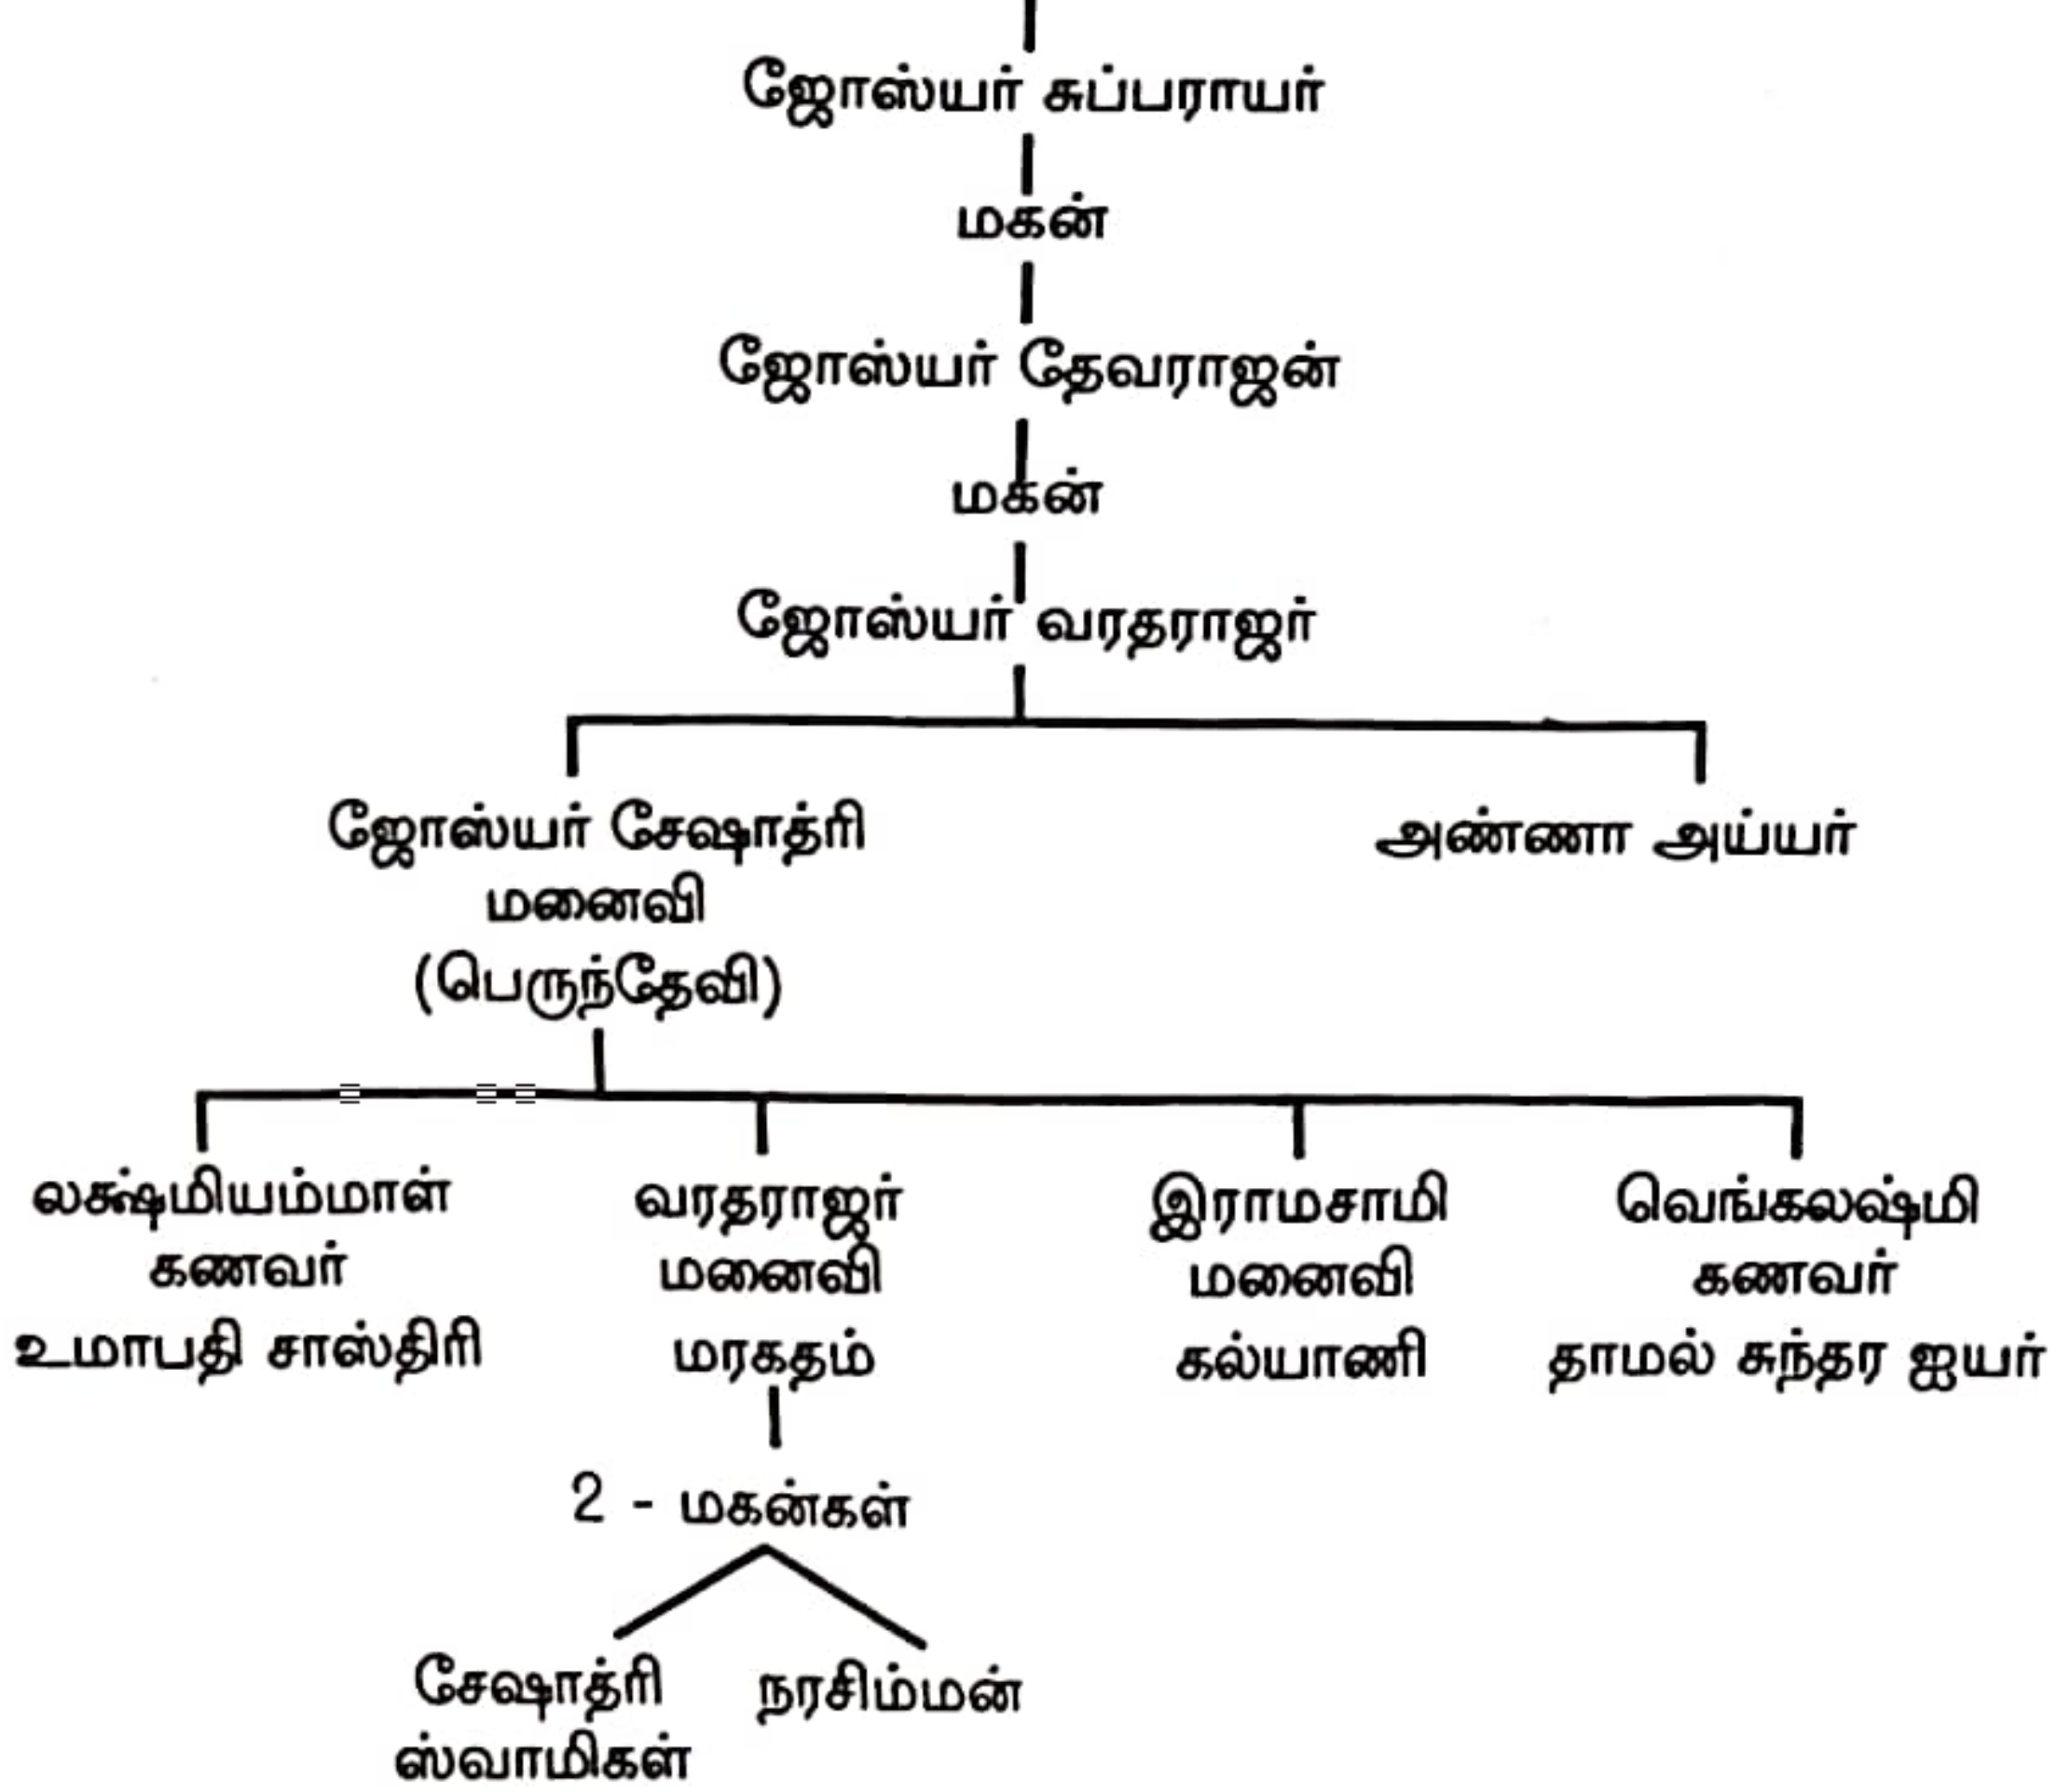 ஜோஸ்யர் சுப்பராயர்
மகன்
ஜோஸ்யர் தேவராஜன்
மகன்
ஜோஸ்யர் வரதராஜர்
ஜோஸ்யர் சேஷாத்ரி
மனைவி
(பெருந்தேவி)
அண்ணா அய்யர்
லக்ஷ்மியம்மாள்
கணவர்
உமாபதி சாஸ்திரி
வரதராஜர்
மனைவி
மரகதம்
இராமசாமி
மனைவி
கல்யாணி
வெங்கலஷ்மி
கணவர்
தாமல் சுந்தர ஐயர்
2 - மகன்கள்
சேஷாத்ரி
ஸ்வாமிகள்
நரசிம்மன்